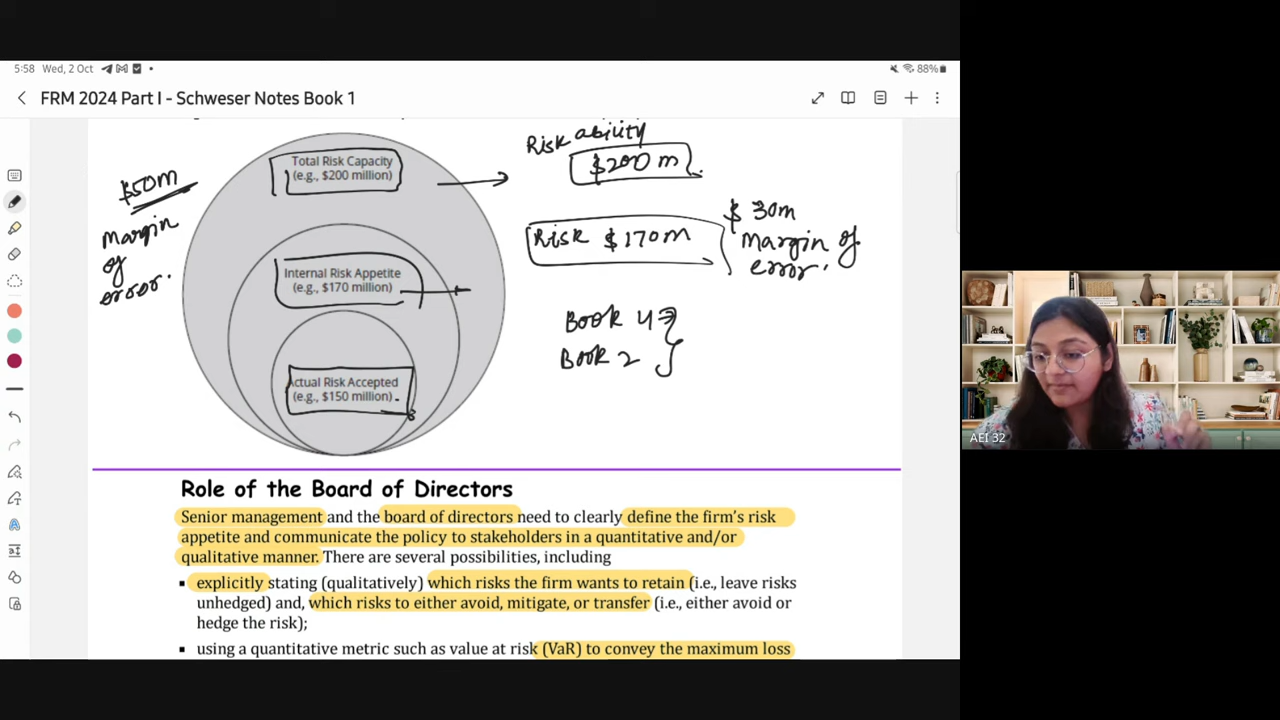 5:58 Wed, 2 Oct
88%
FRM 2024 Part I - Schweser Notes Book 1
Total Risk Capacity
(e.g., $200 million)
Risk ability
$200 m
$50m
Margin
of
error.
Risk $170m
$ 30m
Margin of
error.
Internal Risk Appetite
(e.g., $170 million)
Book 4
Book 2
Actual Risk Accepted
(e.g., $150 million)
AEI 32
Role of the Board of Directors
Senior management and the board of directors need to clearly define the firm's risk
appetite and communicate the policy to stakeholders in a quantitative and/or
qualitative manner. There are several possibilities, including
▪ explicitly stating (qualitatively) which risks the firm wants to retain (i.e., leave risks
unhedged) and, which risks to either avoid, mitigate, or transfer (i.e., either avoid or
hedge the risk);
▪ using a quantitative metric such as value at risk (VaR) to convey the maximum loss